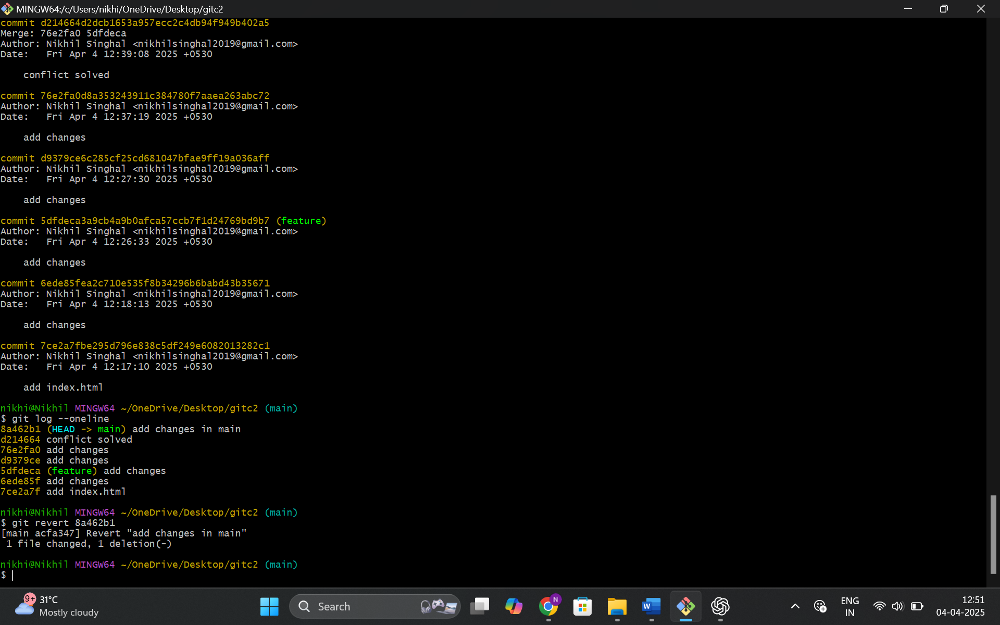 MINGW64:/c/Users/nikhi/OneDrive/Desktop/gitc2
commit d214664d2dcb1653a957ecc2c4db94f949b402a5
Merge: 76e2fa0 5dfdeca
Author: Nikhil Singhal <nikhilsinghal2019@gmail.com>
Date:   Fri Apr 4 12:39:08 2025 +0530
    conflict solved
commit 76e2fa0d8a353243911c384780f7aaea263abc72
Author: Nikhil Singhal <nikhilsinghal2019@gmail.com>
Date:   Fri Apr 4 12:37:19 2025 +0530
    add changes
commit d9379ce6c285cf25cd681047bfae9ff19a036aff
Author: Nikhil Singhal <nikhilsinghal2019@gmail.com>
Date:   Fri Apr 4 12:27:30 2025 +0530
    add changes
commit 5dfdeca3a9cb4a9b0afca57ccb7f1d24769bd9b7 (feature)
Author: Nikhil Singhal <nikhilsinghal2019@gmail.com>
Date:   Fri Apr 4 12:26:33 2025 +0530
    add changes
commit 6ede85fea2c710e535f8b34296b6babd43b35671
Author: Nikhil Singhal <nikhilsinghal2019@gmail.com>
Date:   Fri Apr 4 12:18:13 2025 +0530
    add changes
commit 7ce2a7fbe295d796e838c5df249e6082013282c1
Author: Nikhil Singhal <nikhilsinghal2019@gmail.com>
Date:   Fri Apr 4 12:17:10 2025 +0530
    add index.html
nikhi@Nikhil MINGW64 ~/OneDrive/Desktop/gitc2 (main)
$ git log --oneline
8a462b1 (HEAD -> main) add changes in main
d214664 conflict solved
76e2fa0 add changes
d9379ce add changes
5dfdeca (feature) add changes
6ede85f add changes
7ce2a7f add index.html
nikhi@Nikhil MINGW64 ~/OneDrive/Desktop/gitc2 (main)
$ git revert 8a462b1
[main acfa347] Revert "add changes in main"
 1 file changed, 1 deletion(-)
nikhi@Nikhil MINGW64 ~/OneDrive/Desktop/gitc2 (main)
$
9+ 31°C
Mostly cloudy
Search
N
W
ENG
IN
12:51
04-04-2025